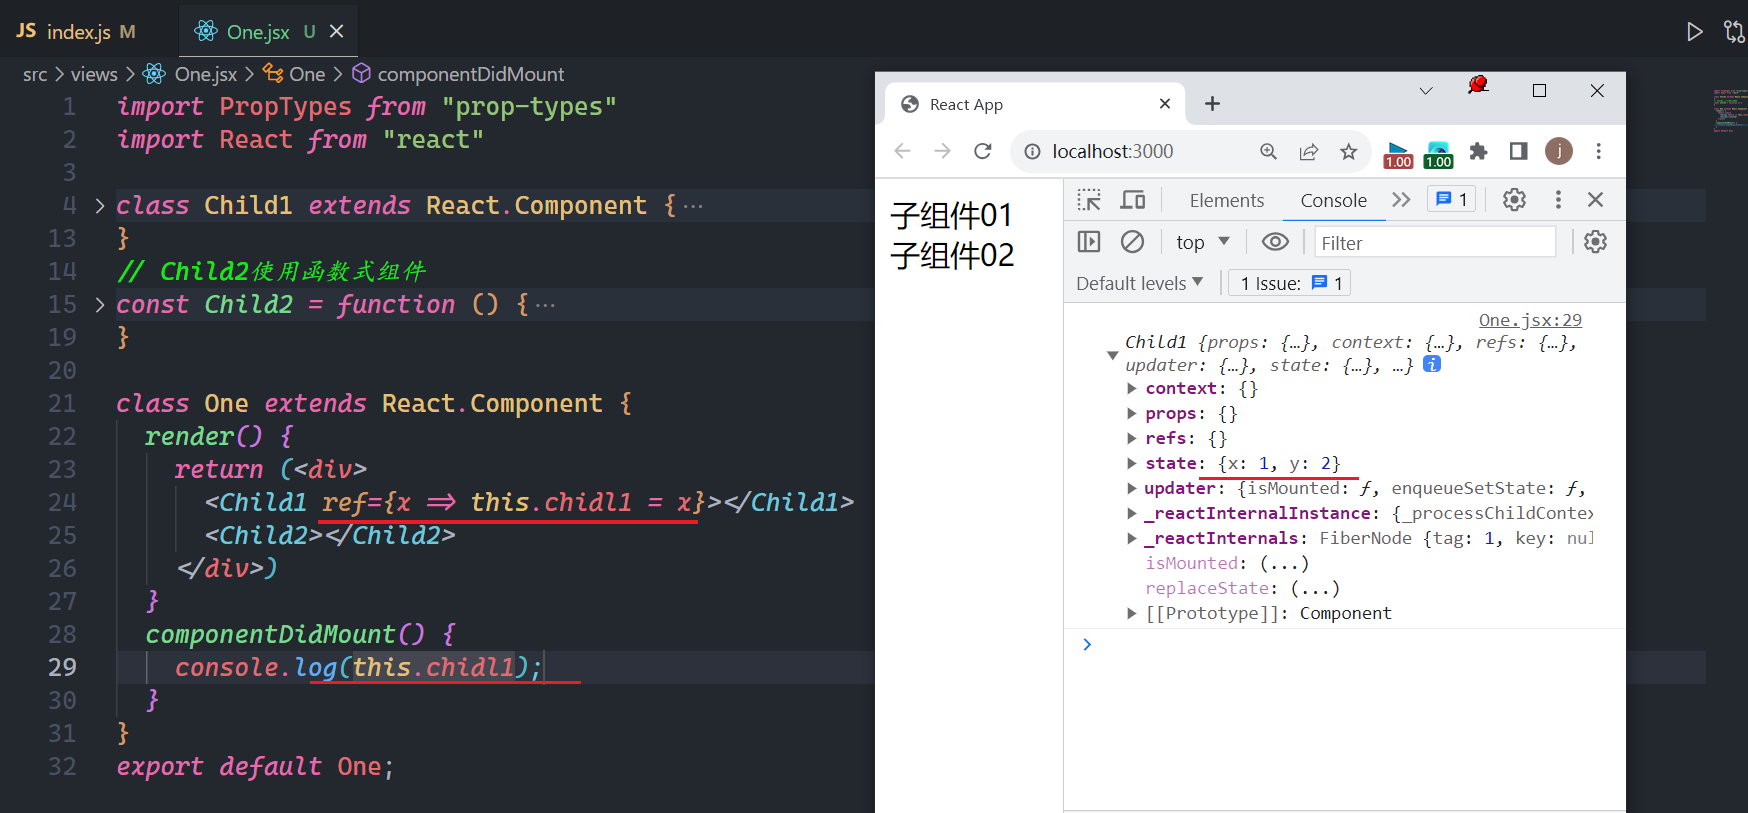 JS index.js M
One.jsx U
src > views > One.jsx > One > componentDidMount
1 import PropTypes from "prop-types"
2 import React from "react"
3
4 class Child1 extends React.Component {···
13 }
14 // Child2使用函数式组件
15 const Child2 = function () {···
19 }
20
21 class One extends React.Component {
22 render() {
23 return (<div>
24 <Child1 ref={x => this.chidl1 = x}></Child1>
25 <Child2></Child2>
26 </div>)
27 }
28 componentDidMount() {
29 console.log(this.chidl1);
30 }
31 }
32 export default One;
React App
localhost:3000
1.00
1.00
j
子组件01
子组件02
Elements
Console
1
top
Filter
Default levels
1 Issue: 1
One.jsx:29
Child1 {props: {…}, context: {…}, refs: {…},
updater: {…}, state: {…}, …} i
context: {}
props: {}
refs: {}
state: {x: 1, y: 2}
updater: {isMounted: ƒ, enqueueSetState: ƒ,
_reactInternalInstance: {_processChildContex
_reactInternals: FiberNode {tag: 1, key: nul
isMounted: (...)
replaceState: (...)
[[Prototype]]: Component